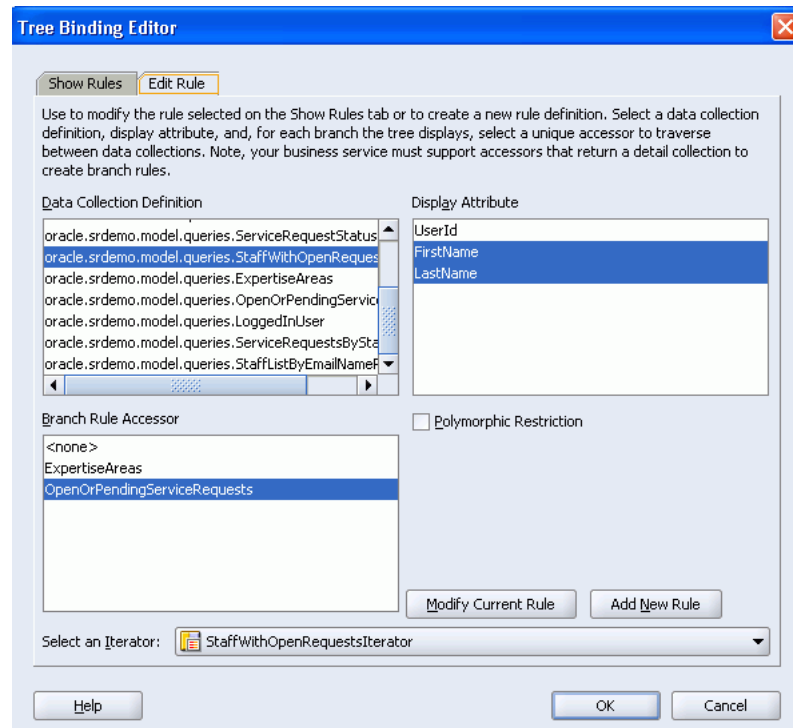 Tree Binding Editor
Show Rules
Edit Rule
Use to modify the rule selected on the Show Rules tab or to create a new rule definition. Select a data collection
definition, display attribute, and, for each branch the tree displays, select a unique accessor to traverse
between data collections. Note, your business service must support accessors that return a detail collection to
create branch rules.
Data Collection Definition
oracle.srdemo.model.queries.ServiceRequestStatus
oracle.srdemo.model.queries.StaffWithOpenReques
oracle.srdemo.model.queries.ExpertiseAreas
oracle.srdemo.model.queries.OpenOrPendingService
oracle.srdemo.model.queries.LoggedInUser
oracle.srdemo.model.queries.ServiceRequestsBySta
oracle.srdemo.model.queries.StaffListByEmailNameF
Display Attribute
UserId
FirstName
LastName
Branch Rule Accessor
<none>
ExpertiseAreas
OpenOrPendingServiceRequests
Polymorphic Restriction
Modify Current Rule
Add New Rule
Select an Iterator:
StaffWithOpenRequestsIterator
Help
OK
Cancel